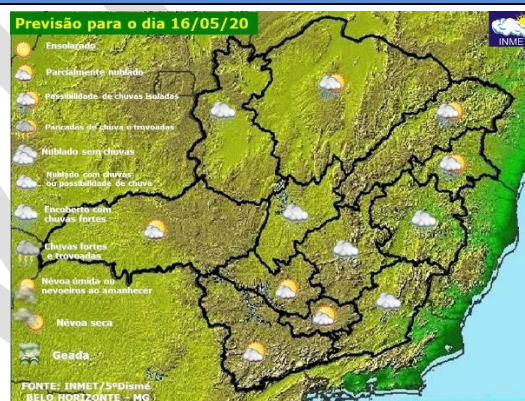 Previsão para o dia 16/05/20
INMET
Ensolarado
Parcialmente nublado
Possibilidade de chuvas isoladas
Pancadas de chuva e trovoadas
Nublado sem chuvas
Nublado com chuvas
ou possibilidade de chuva
Encoberto com
chuvas fortes
Chuvas fortes
e trovoadas
Névoa úmida ou
nevoeiros ao amanhecer
Névoa seca
Geada
FONTE: INMET/5ºDisme
BELO HORIZONTE - MG